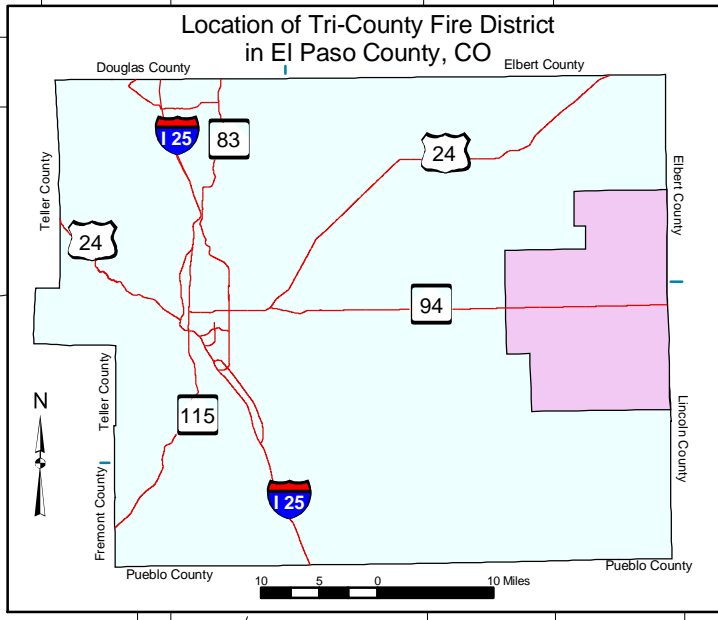 Location of Tri-County Fire District
in El Paso County, CO
Douglas County
Elbert County
I 25
83
24
Teller County
Elbert County
24
94
Teller County
115
N
Lincoln County
Fremont County
I 25
Pueblo County
Pueblo County
10 5 0 10 Miles